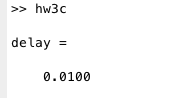 >> hw3c
delay =
0.0100